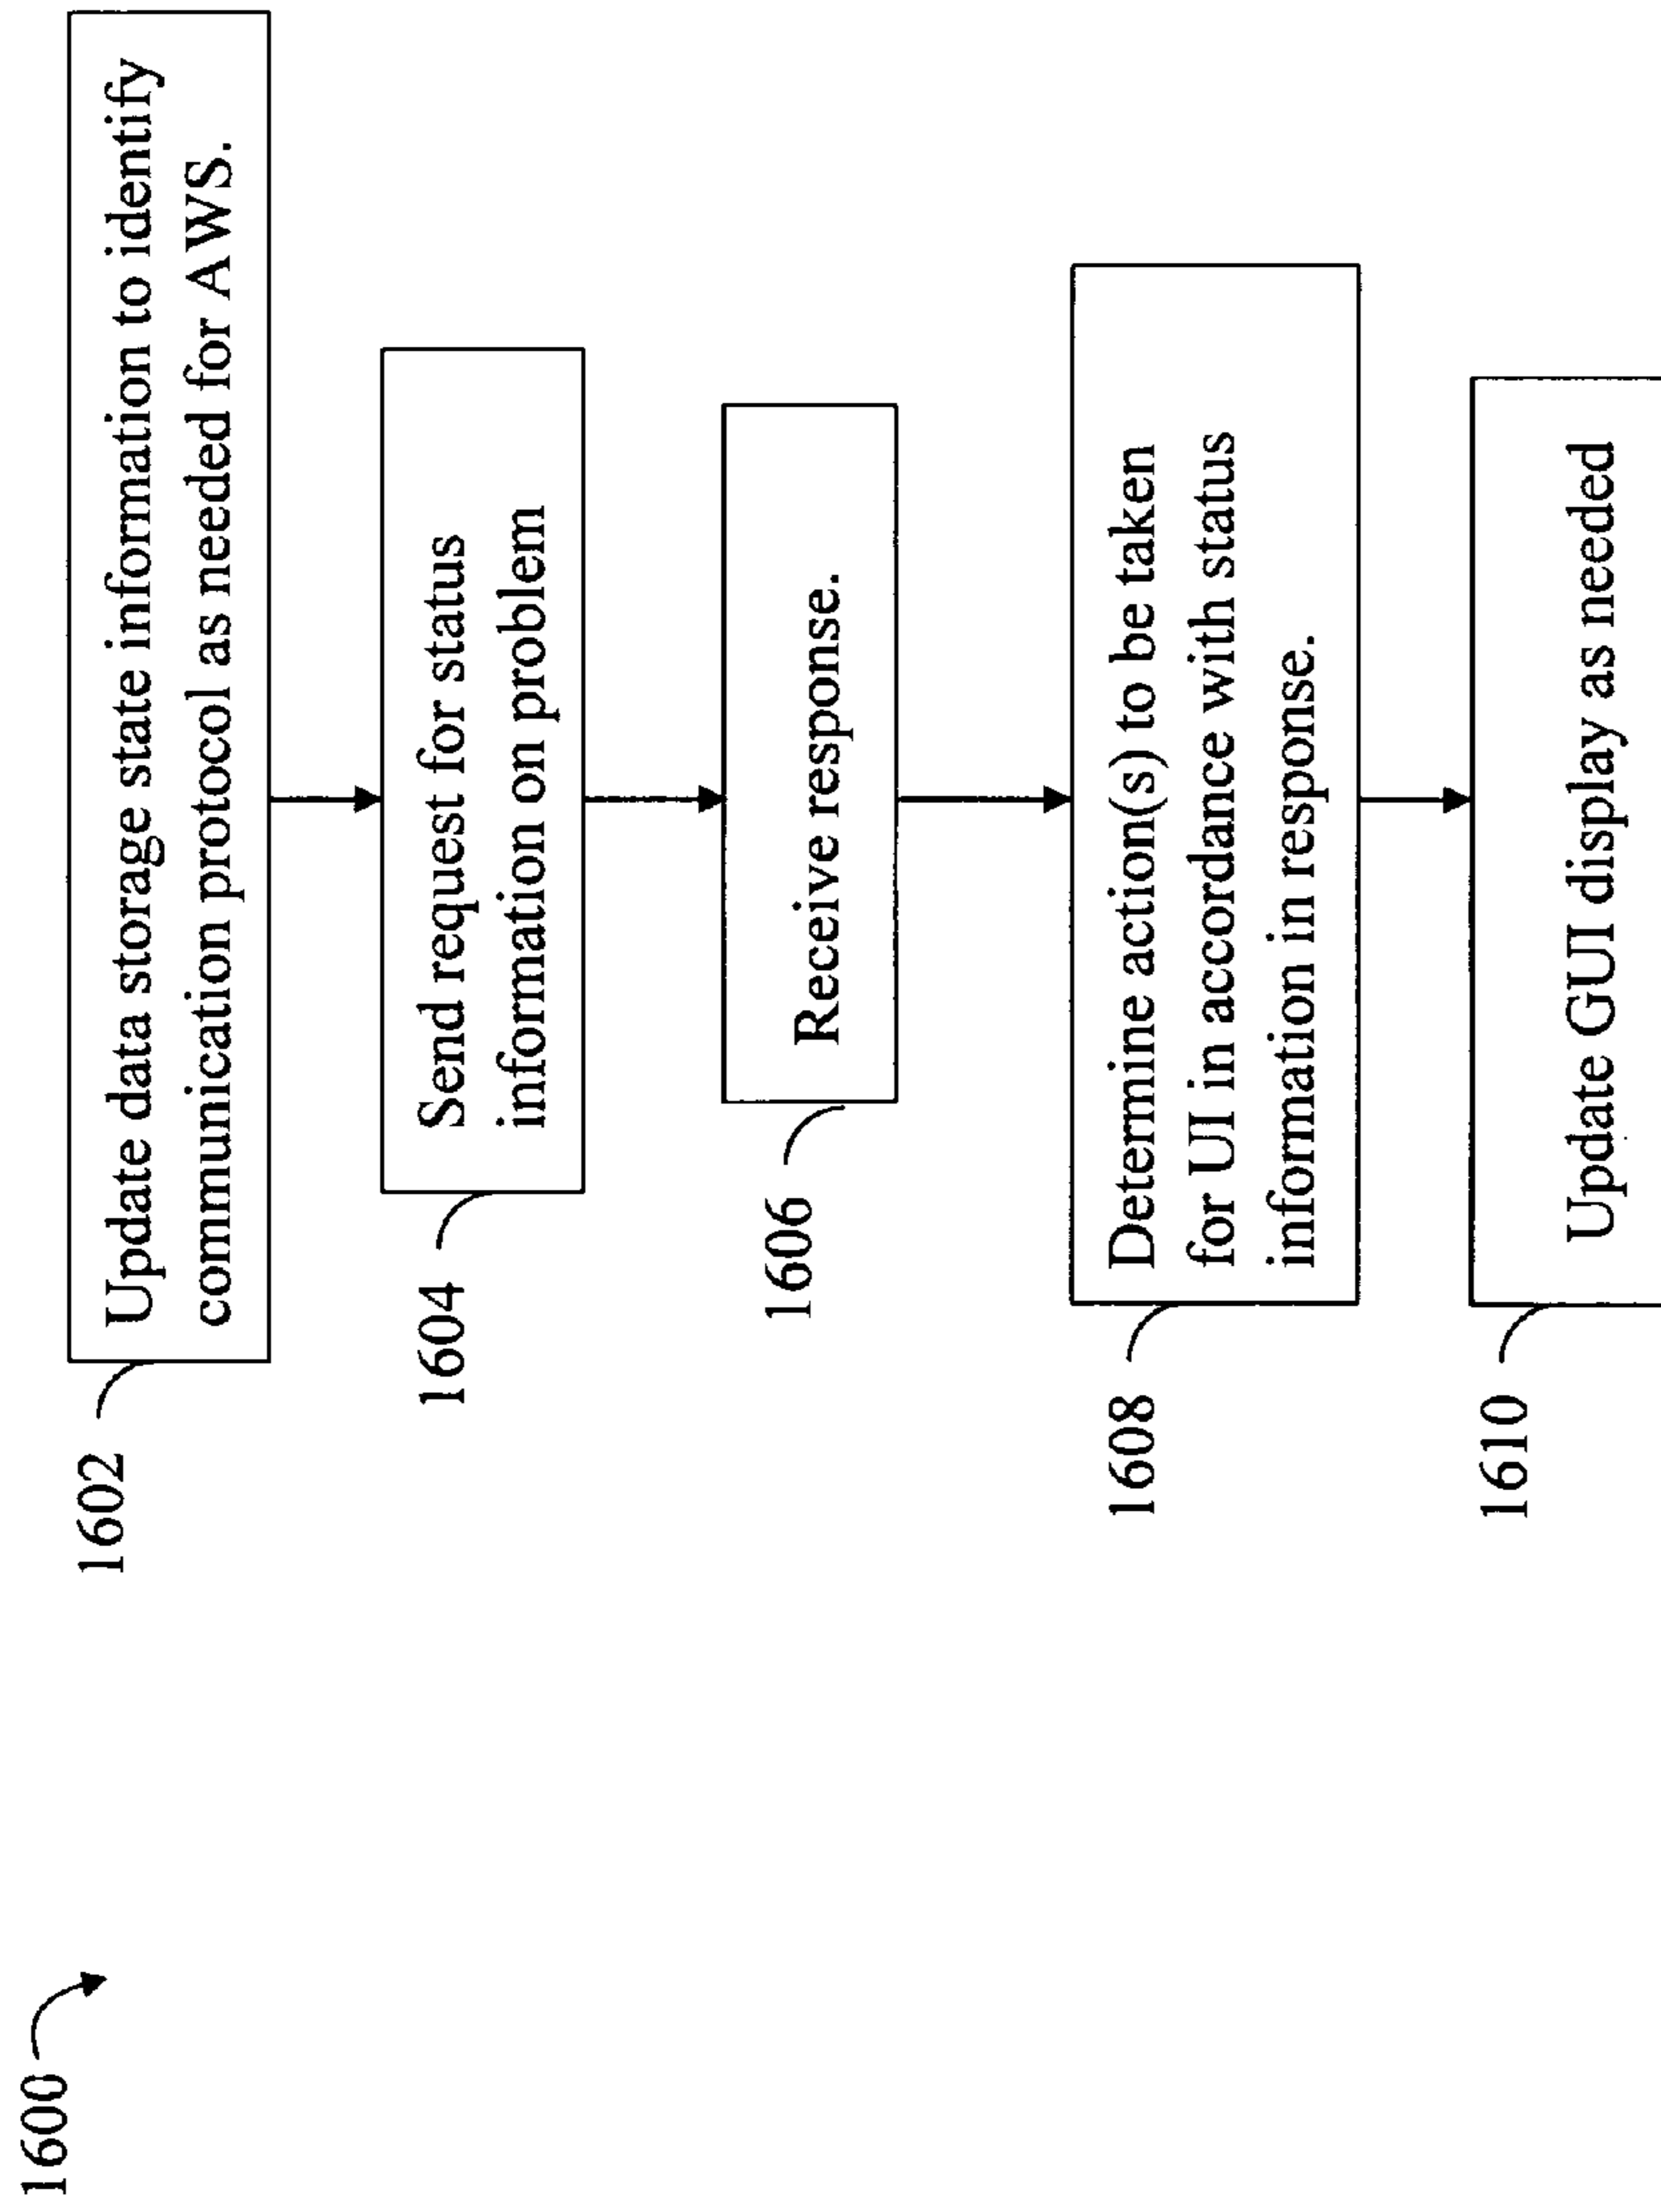 1600
1602
Update data storage state information to identify
communication protocol as needed for AWS.
1604
Send request for status
information on problem
1606
Receive response.
1608
Determine action(s) to be taken
for UI in accordance with status
information in response.
1610
Update GUI display as needed